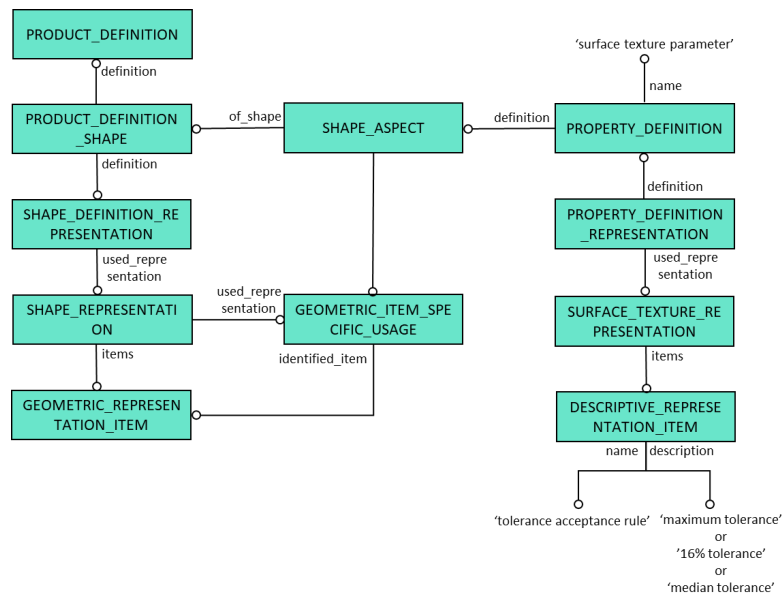 PRODUCT_DEFINITION
definition
PRODUCT_DEFINITION
_SHAPE
of_shape
SHAPE_ASPECT
definition
PROPERTY_DEFINITION
‘surface texture parameter’
name
definition
definition
SHAPE_DEFINITION_RE
PRESENTATION
PROPERTY_DEFINITION
_REPRESENTATION
used_repre
sentation
used_repre
sentation
SHAPE_REPRESENTATI
ON
used_repre
sentation
GEOMETRIC_ITEM_SPE
CIFIC_USAGE
SURFACE_TEXTURE_RE
PRESENTATION
items
identified_item
items
GEOMETRIC_REPRESEN
TATION_ITEM
DESCRIPTIVE_REPRESE
NTATION_ITEM
name
description
‘tolerance acceptance rule’
‘maximum tolerance’
or
’16% tolerance’
or
‘median tolerance’